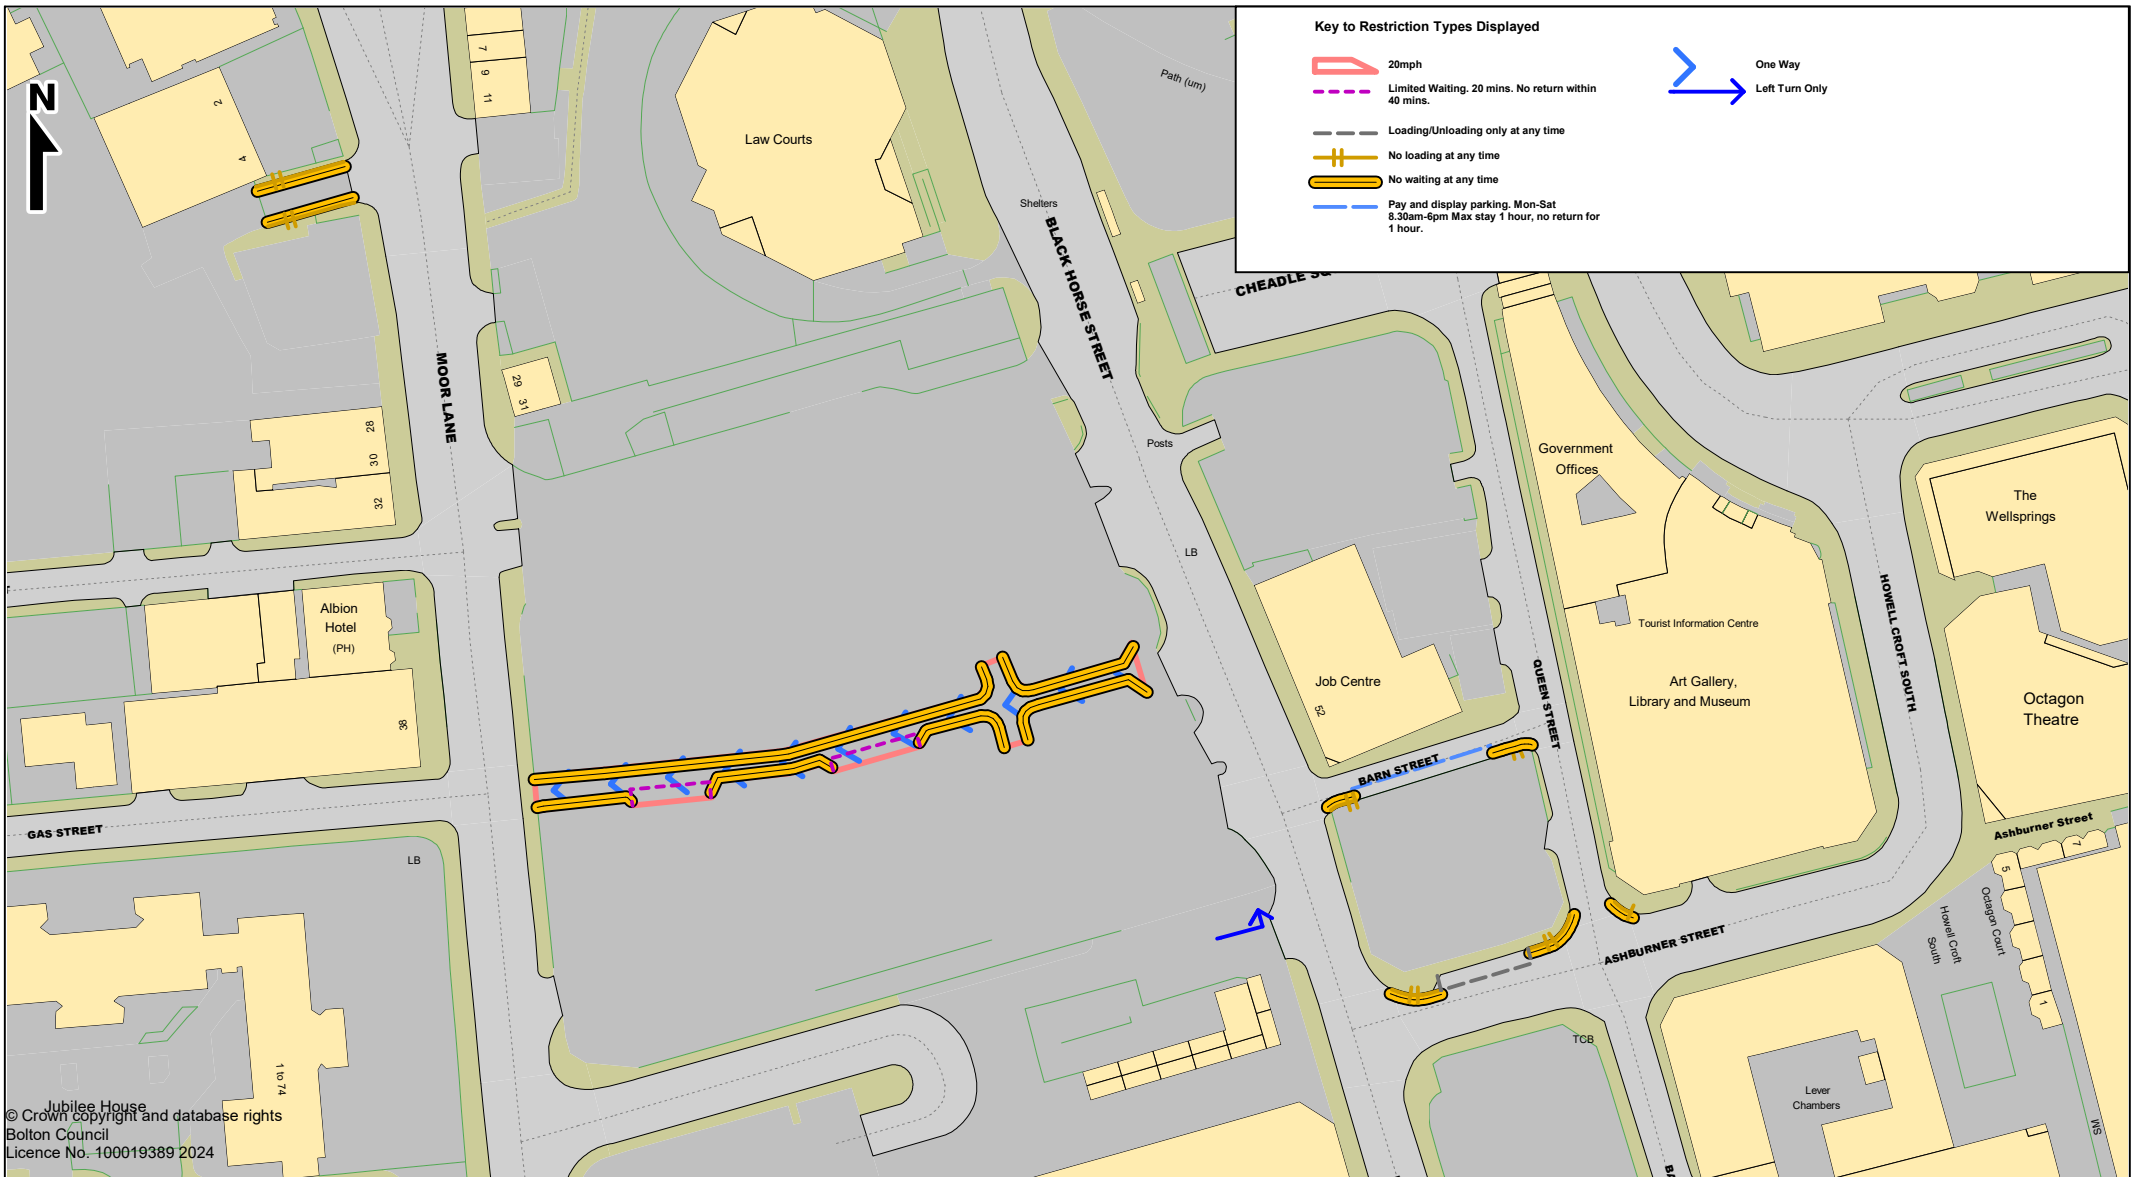 Key to Restriction Types Displayed
20mph
Limited Waiting. 20 mins. No return within
40 mins.
Loading/Unloading only at any time
No loading at any time
No waiting at any time
Pay and display parking. Mon-Sat
8.30am-6pm Max stay 1 hour, no return for
1 hour.
One Way
Left Turn Only
N
2
4
7
9
11
Law Courts
Path (um)
Shelters
BLACK HORSE STREET
CHEADLE SQ
MOOR LANE
29
31
28
30
32
Posts
LB
Government
Offices
The
Wellsprings
HOWELL CROFT SOUTH
Albion
Hotel
(PH)
38
Tourist Information Centre
Job Centre
52
QUEEN STREET
Art Gallery,
Library and Museum
Octagon
Theatre
BARN STREET
GAS STREET
LB
Ashburner Street
7
5
Octagon Court
Howell Croft
South
1
ASHBURNER STREET
TCB
Lever
Chambers
SM
BA
1 to 74
Jubilee House
© Crown copyright and database rights
Bolton Council
Licence No. 100019389 2024